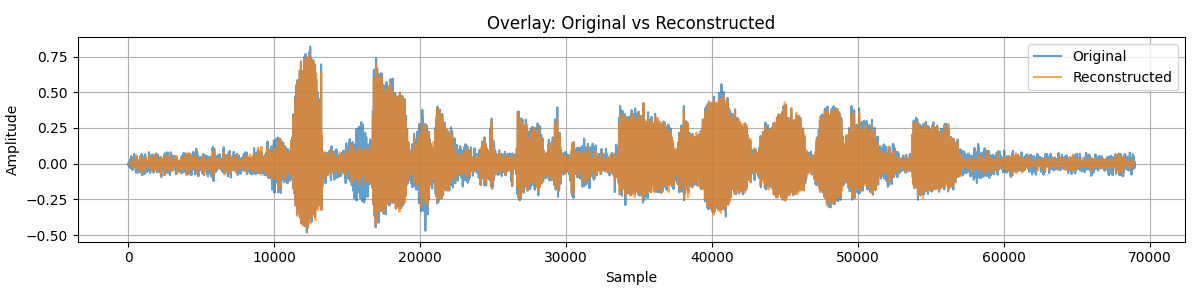 Overlay: Original vs Reconstructed
Amplitude
0.75
0.50
0.25
0.00
−0.25
−0.50
Original
Reconstructed
0 10000 20000 30000 40000 50000 60000 70000
Sample